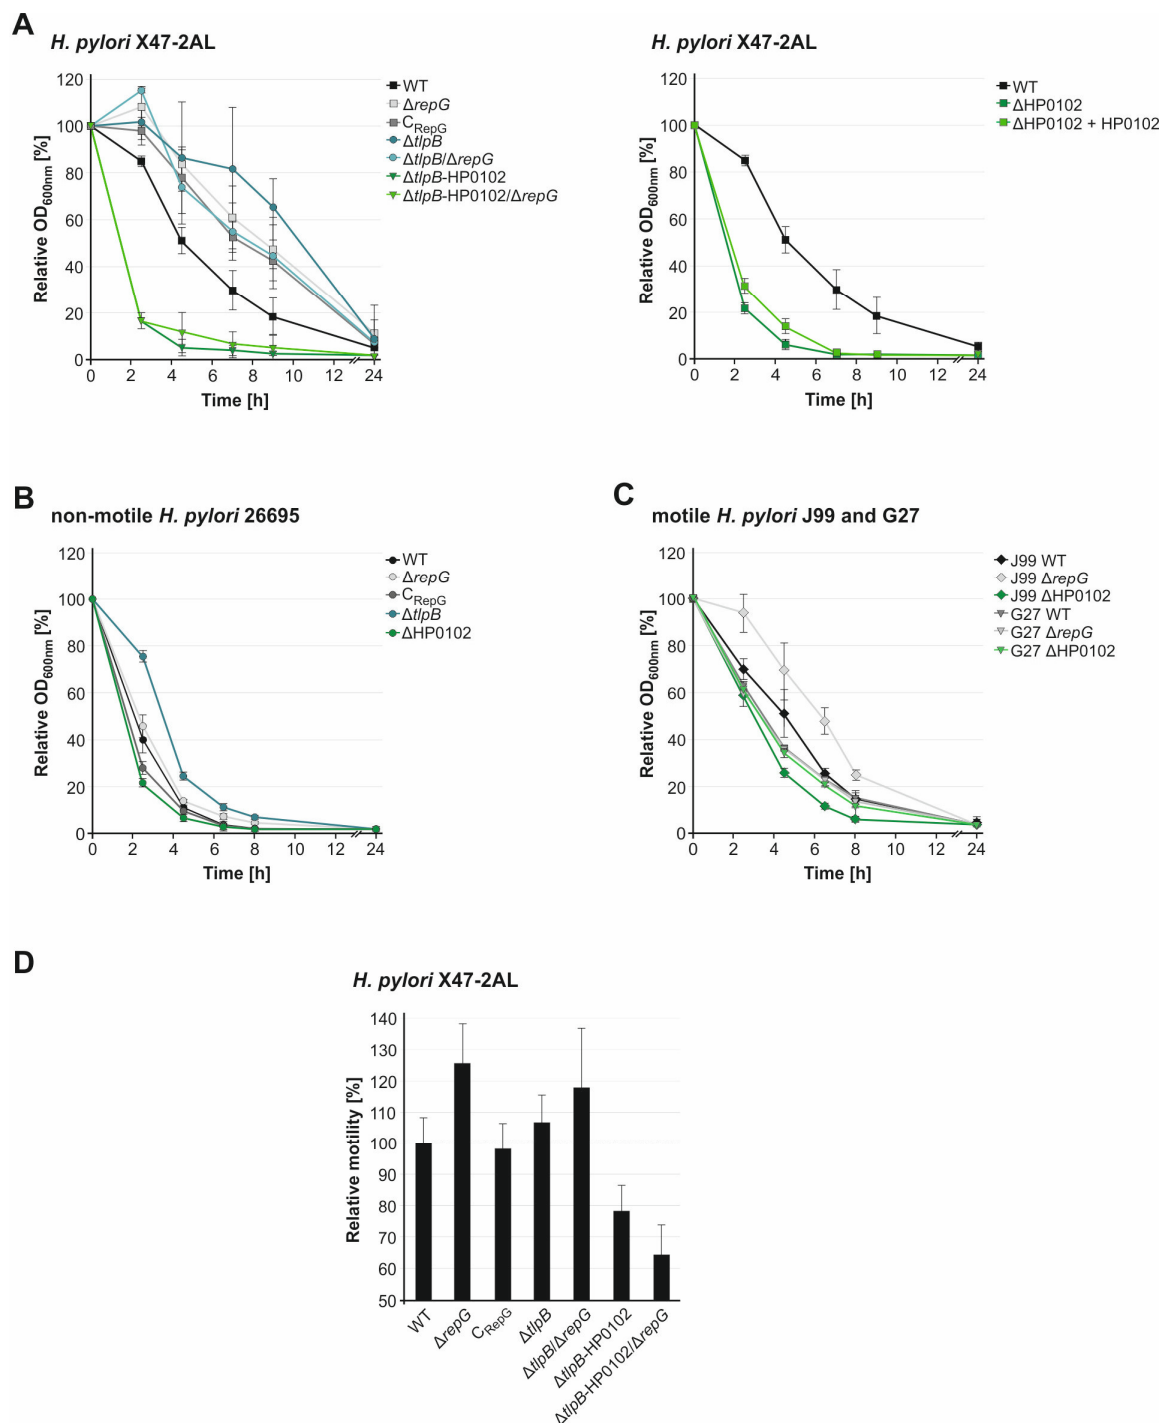 A
H. pylori X47-2AL
Relative OD600nm [%]
120
100
80
60
40
20
0
0 2 4 6 8 10 12 24
Time [h]
WT
ΔrepG
CRepG
ΔtlpB
ΔtlpB/ΔrepG
ΔtlpB-HP0102
ΔtlpB-HP0102/ΔrepG
H. pylori X47-2AL
Relative OD600nm [%]
120
100
80
60
40
20
0
0 2 4 6 8 10 12 24
Time [h]
WT
ΔHP0102
ΔHP0102 + HP0102
B
non-motile H. pylori 26695
Relative OD600nm [%]
120
100
80
60
40
20
0
0 2 4 6 8 10 12 24
Time [h]
WT
ΔrepG
CRepG
ΔtlpB
ΔHP0102
C
motile H. pylori J99 and G27
Relative OD600nm [%]
120
100
80
60
40
20
0
0 2 4 6 8 10 12 24
Time [h]
J99 WT
J99 ΔrepG
J99 ΔHP0102
G27 WT
G27 ΔrepG
G27 ΔHP0102
D
H. pylori X47-2AL
Relative motility [%]
140
130
120
110
100
90
80
70
60
50
WT
ΔrepG
CRepG
ΔtlpB
ΔtlpB/ΔrepG
ΔtlpB-HP0102
ΔtlpB-HP0102/ΔrepG